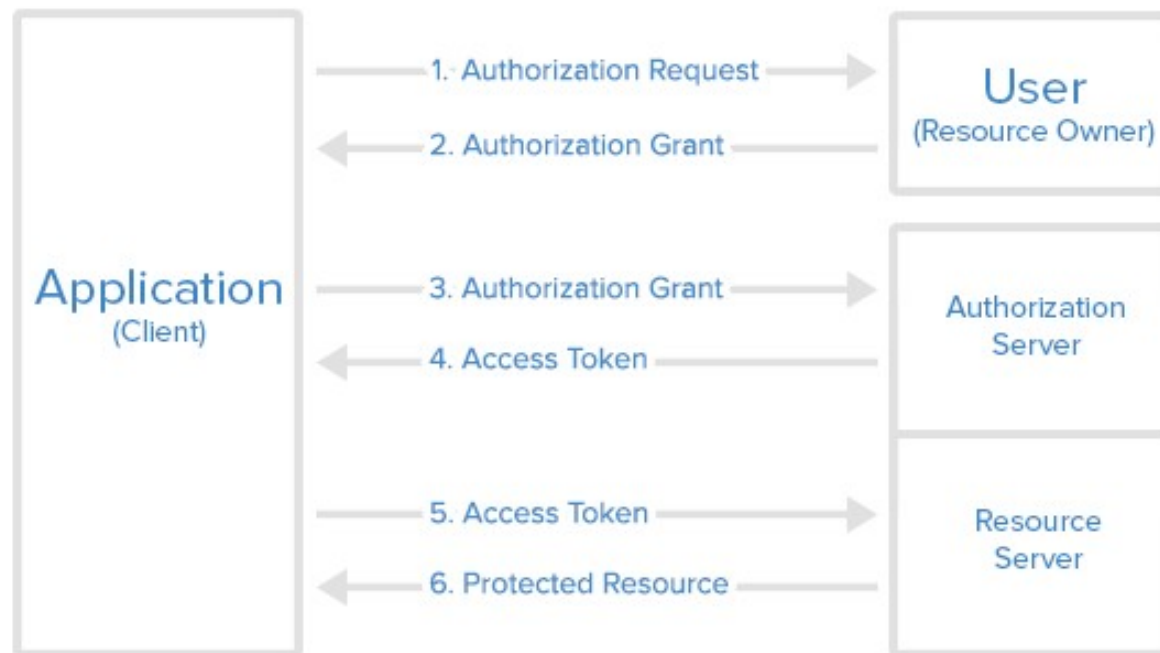 1. Authorization Request
User
(Resource Owner)
2. Authorization Grant
Application
(Client)
3. Authorization Grant
Authorization
Server
4. Access Token
5. Access Token
Resource
Server
6. Protected Resource